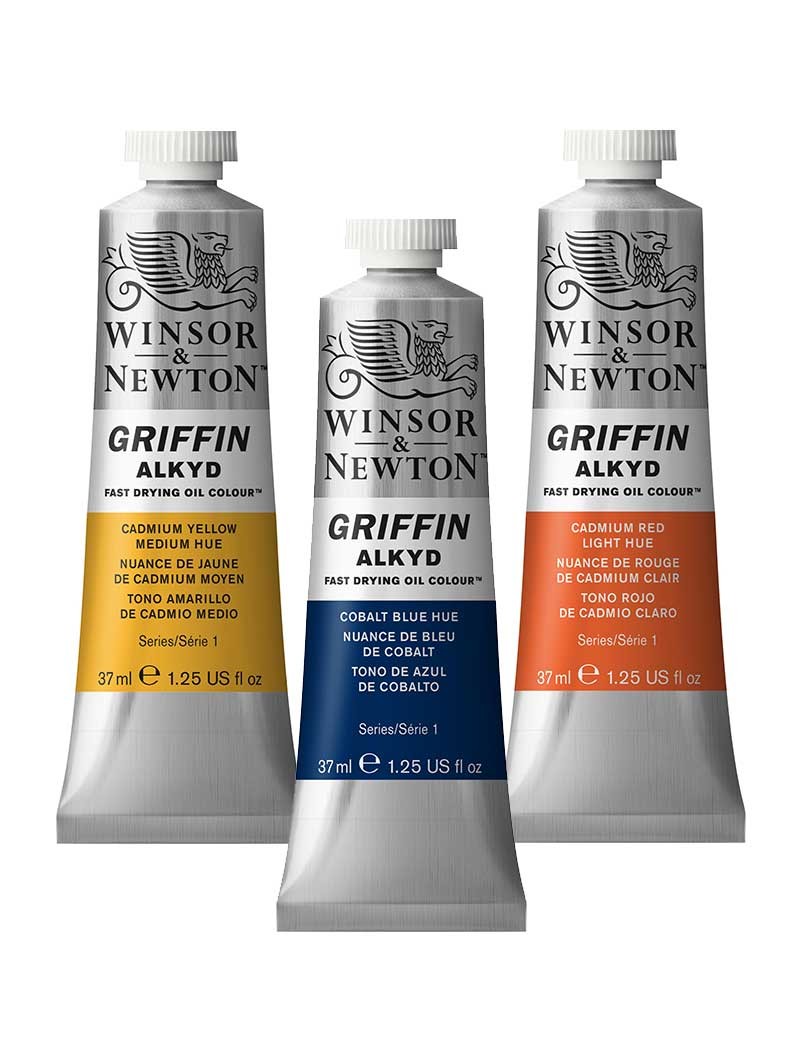 WINSOR
&
NEWTON™
GRIFFIN
ALKYD
FAST DRYING OIL COLOUR™
CADMIUM YELLOW
MEDIUM HUE
NUANCE DE JAUNE
DE CADMIUM MOYEN
TONO AMARILLO
DE CADMIO MEDIO
Series/Série 1
37 ml ℮ 1.25 US fl oz
WINSOR
&
NEWTON™
GRIFFIN
ALKYD
FAST DRYING OIL COLOUR™
COBALT BLUE HUE
NUANCE DE BLEU
DE COBALT
TONO DE AZUL
DE COBALTO
Series/Série 1
37 ml ℮ 1.25 US fl oz
WINSOR
&
NEWTON™
GRIFFIN
ALKYD
FAST DRYING OIL COLOUR™
CADMIUM RED
LIGHT HUE
NUANCE DE ROUGE
DE CADMIUM CLAIR
TONO ROJO
DE CADMIO CLARO
Series/Série 1
37 ml ℮ 1.25 US fl oz